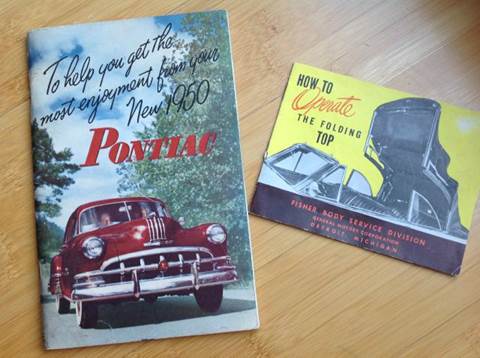 To help you get the
most enjoyment from your
New 1950
PONTIAC
HOW TO
Operate
THE FOLDING
TOP
FISHER BODY SERVICE DIVISION
GENERAL MOTORS CORPORATION
DETROIT, MICHIGAN